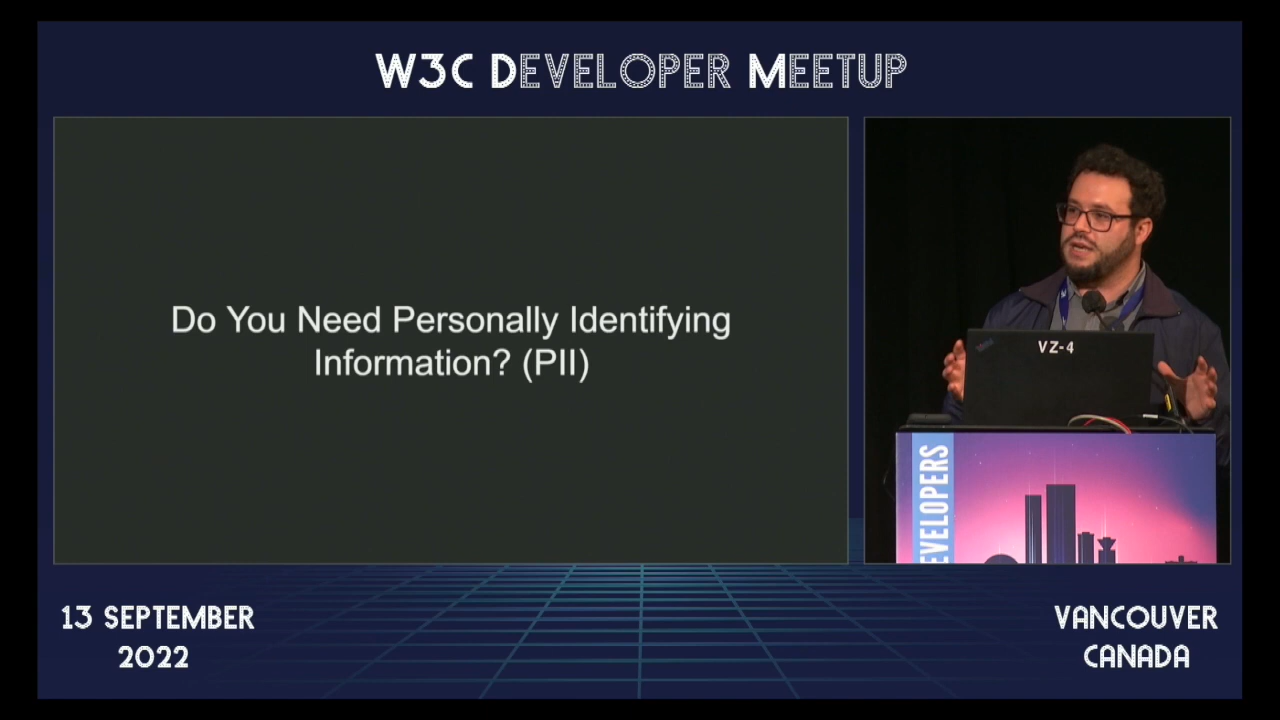 W3C DEVELOPER MEETUP
Do You Need Personally Identifying
Information? (PII)
VZ-4
EVELOPERS
13 SEPTEMBER
2022
VANCOUVER
CANADA